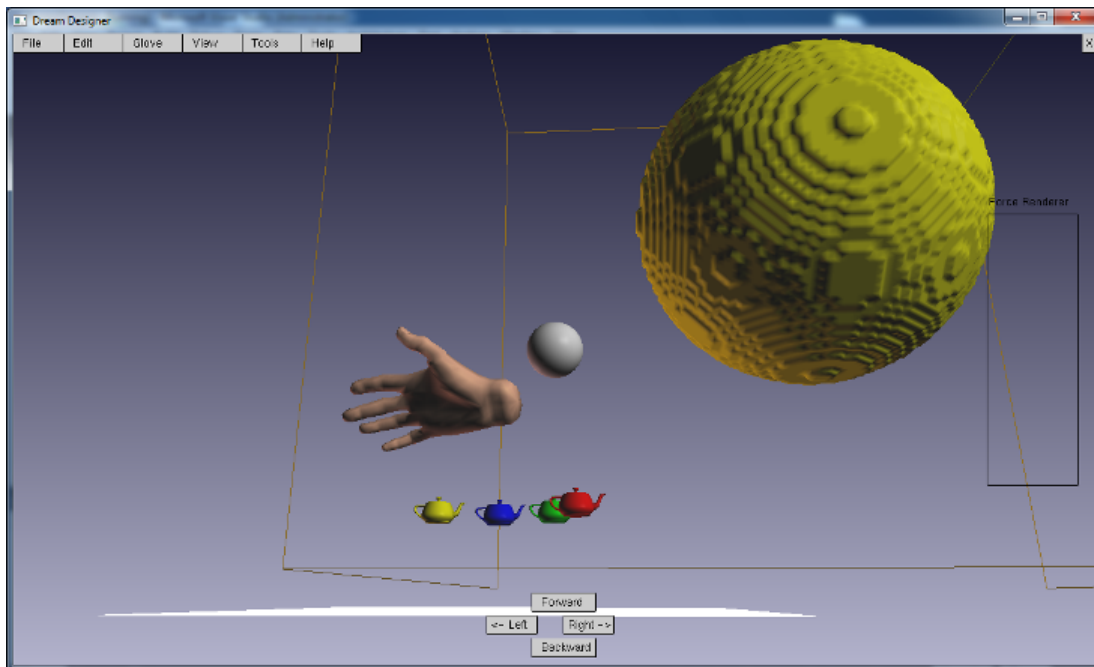 Dream Designer
File Edit Glove View Tools Help X
Force Renderer
Forward
<- Left Right ->
Backward